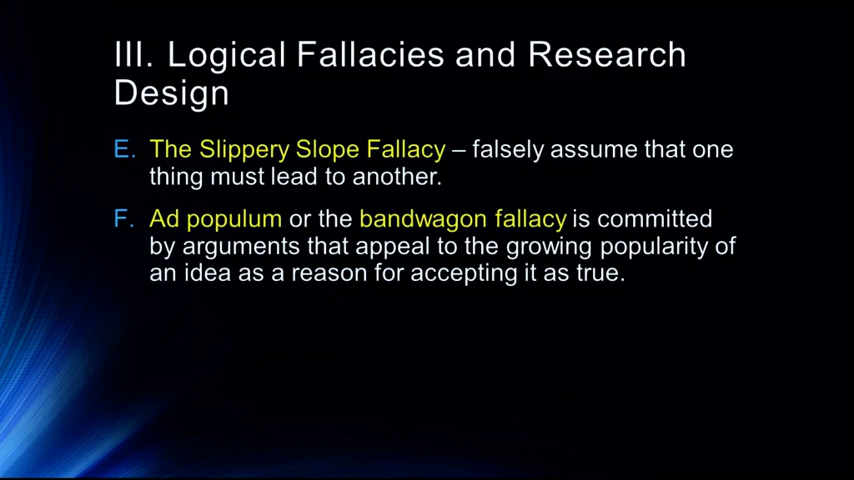 III. Logical Fallacies and Research
Design
E. The Slippery Slope Fallacy – falsely assume that one
thing must lead to another.
F. Ad populum or the bandwagon fallacy is committed
by arguments that appeal to the growing popularity of
an idea as a reason for accepting it as true.